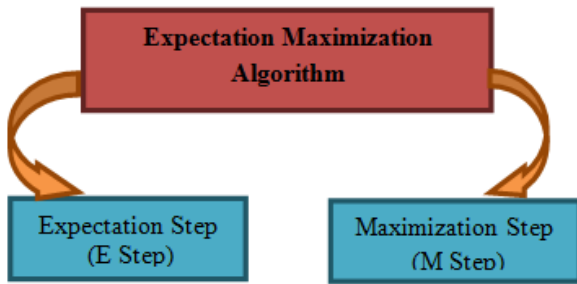 Expectation Maximization
Algorithm
Expectation Step
(E Step)
Maximization Step
(M Step)